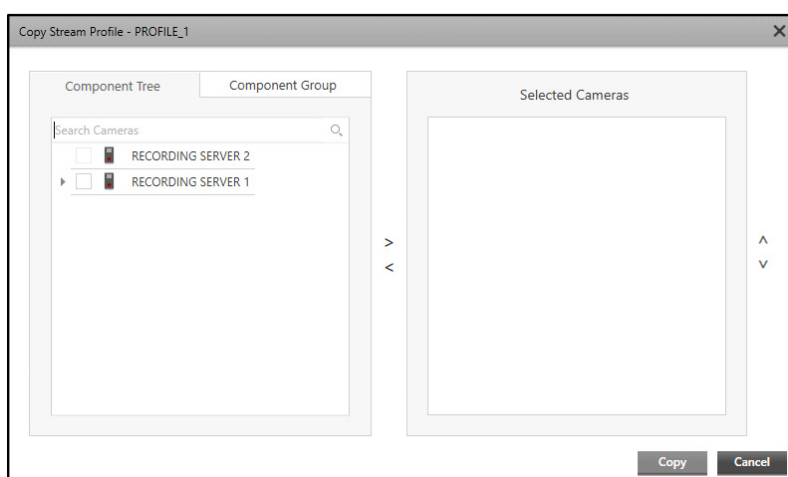 Copy Stream Profile - PROFILE_1
Component Tree
Component Group
Search Cameras
RECORDING SERVER 2
RECORDING SERVER 1
Selected Cameras
Copy
Cancel